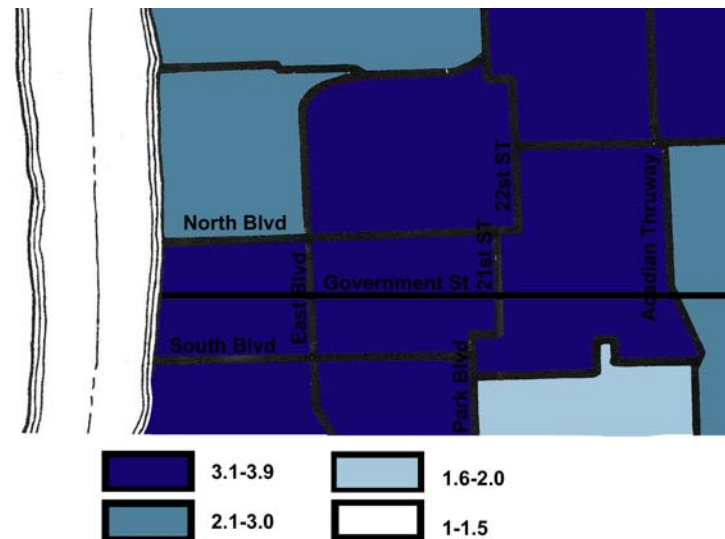 22st ST
Acadian Thruway
North Blvd
21st ST
East Blvd
Government St
South Blvd
Park Blvd
3.1-3.9
1.6-2.0
2.1-3.0
1-1.5